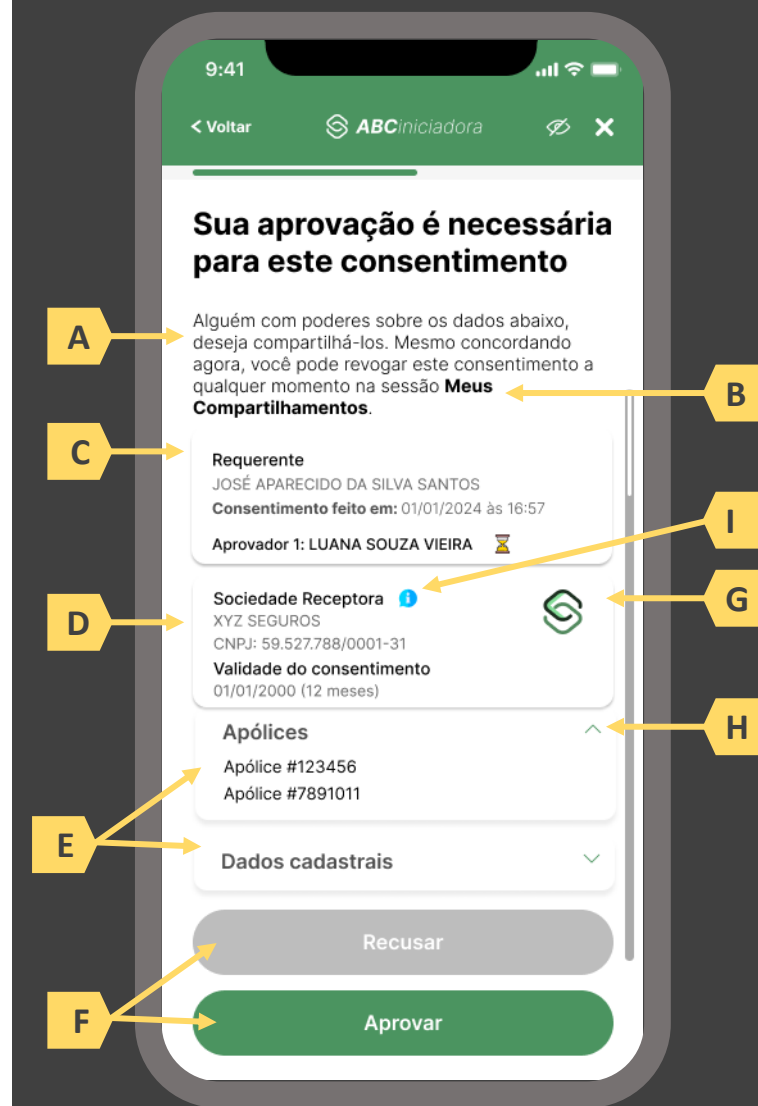 9:41
< Voltar
ABCiniciadora
Sua aprovação é necessária
para este consentimento
A
Alguém com poderes sobre os dados abaixo,
deseja compartilhá-los. Mesmo concordando
agora, você pode revogar este consentimento a
qualquer momento na sessão Meus
Compartilhamentos.
B
C
Requerente
JOSÉ APARECIDO DA SILVA SANTOS
Consentimento feito em: 01/01/2024 às 16:57
Aprovador 1: LUANA SOUZA VIEIRA
I
D
Sociedade Receptora
XYZ SEGUROS
CNPJ: 59.527.788/0001-31
Validade do consentimento
01/01/2000 (12 meses)
G
Apólices
H
Apólice #123456
Apólice #7891011
E
Dados cadastrais
Recusar
F
Aprovar